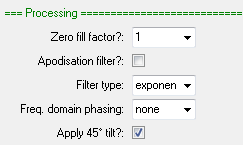 === Processing ==========================
Zero fill factor?: 1
Apodisation filter?:
Filter type: exponen
Freq. domain phasing: none
Apply 45° tilt?: